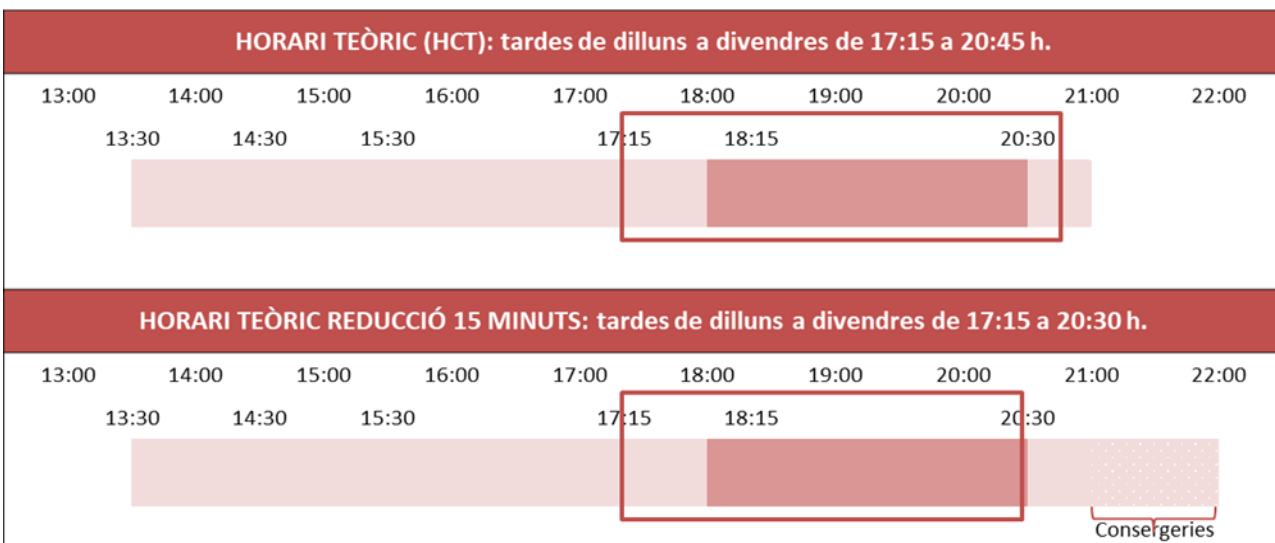 HORARI TEÒRIC (HCT): tardes de dilluns a divendres de 17:15 a 20:45 h.
13:00 14:00 15:00 16:00 17:00 18:00 19:00 20:00 21:00 22:00
13:30 14:30 15:30 17:15 18:15 20:30
HORARI TEÒRIC REDUCCIÓ 15 MINUTS: tardes de dilluns a divendres de 17:15 a 20:30 h.
13:00 14:00 15:00 16:00 17:00 18:00 19:00 20:00 21:00 22:00
13:30 14:30 15:30 17:15 18:15 20:30
Consergeries